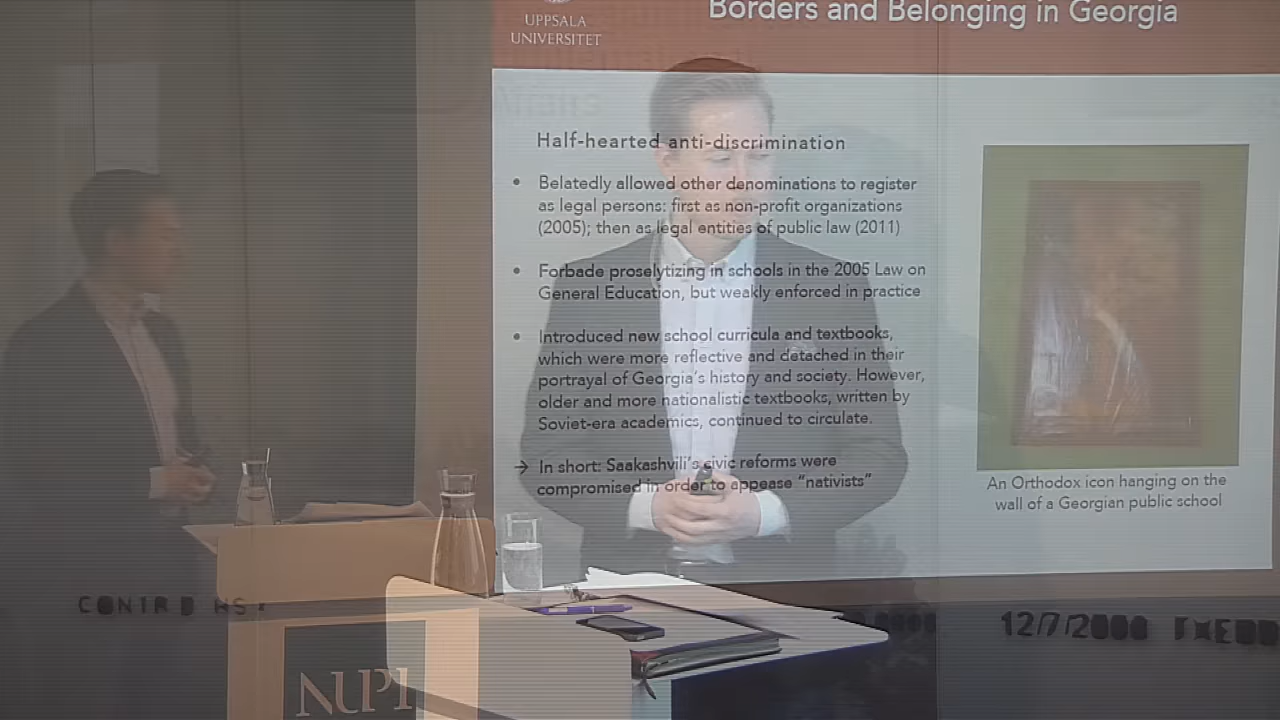 UPPSALA
UNIVERSITET
Borders and Belonging in Georgia
Half-hearted anti-discrimination
• Belatedly allowed other denominations to register
as legal persons: first as non-profit organizations
(2005); then as legal entities of public law (2011)
• Forbade proselytizing in schools in the 2005 Law on
General Education, but weakly enforced in practice
• Introduced new school curricula and textbooks,
which were more reflective and detached in their
portrayal of Georgia's history and society. However,
older and more nationalistic textbooks, written by
Soviet-era academics, continued to circulate.
→ In short: Saakashvili's civic reforms were
compromised in order to appease "nativists"
An Orthodox icon hanging on the
wall of a Georgian public school
NUPI